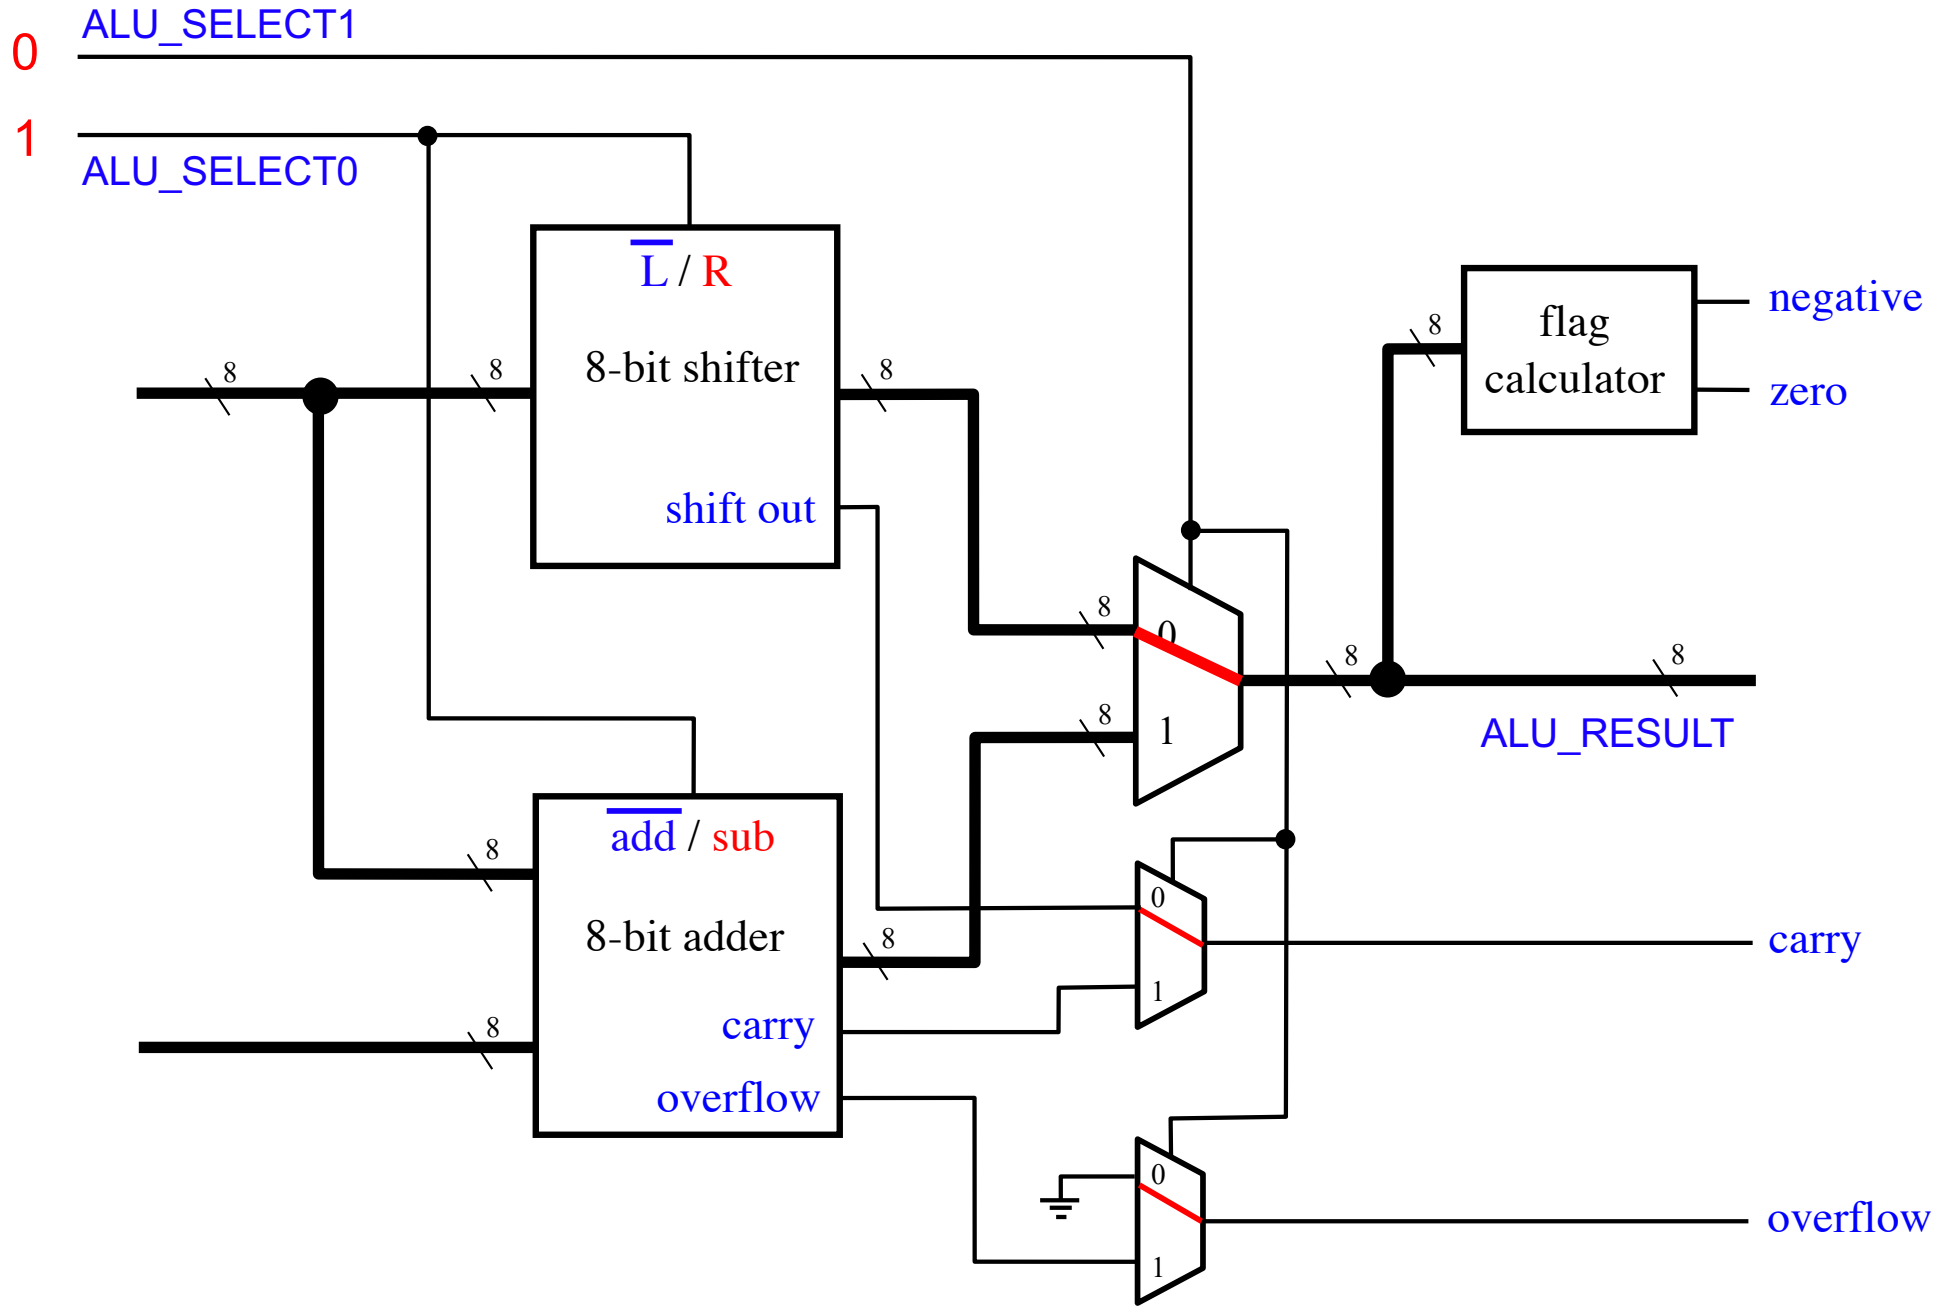 ALU_SELECT1
0
1
ALU_SELECT0
L / R
8-bit shifter
shift out
8
8
8
flag
calculator
negative
zero
8
8
0
8
1
8
8
ALU_RESULT
add / sub
8-bit adder
carry
overflow
8
8
8
0
1
carry
0
1
overflow